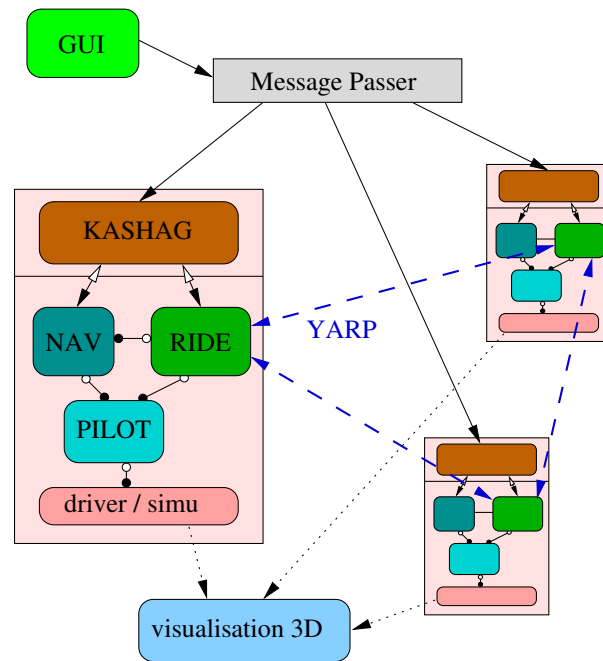 GUI
Message Passer
KASHAG
NAV
RIDE
YARP
PILOT
driver / simu
visualisation 3D